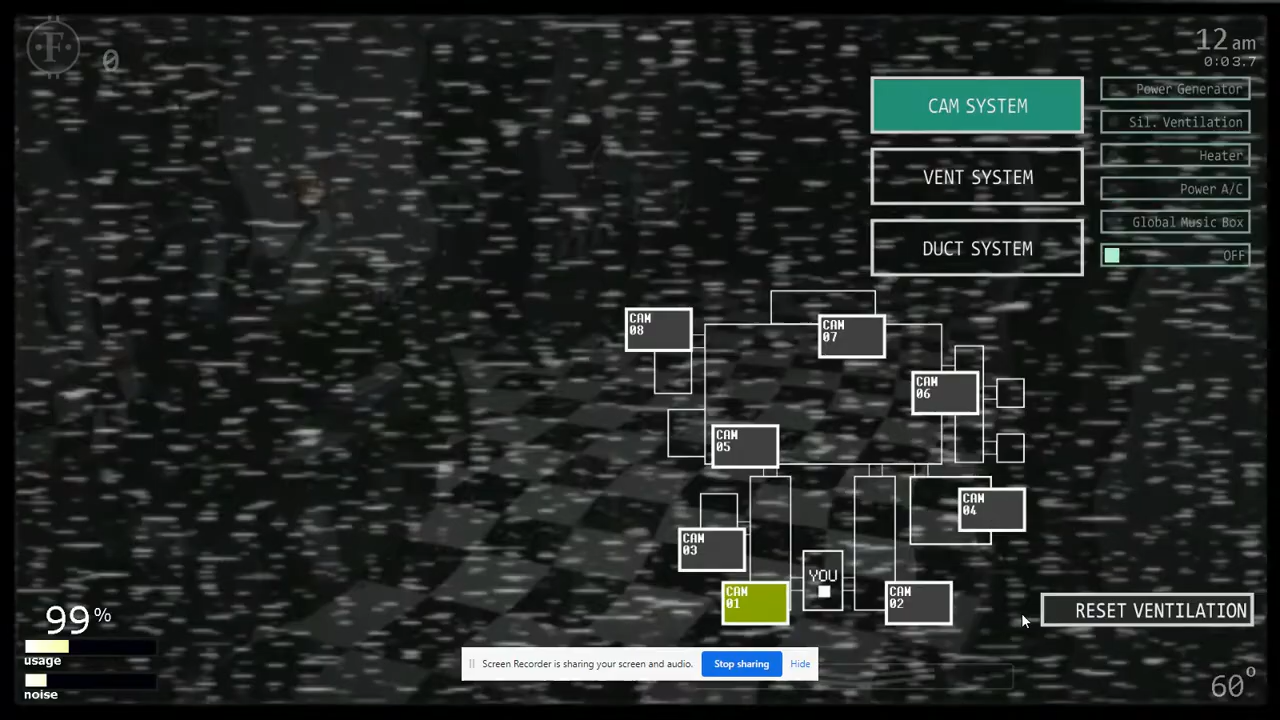 F
0
12 am
0:03.7
CAM SYSTEM
Power Generator
Sil. Ventilation
VENT SYSTEM
Heater
Power A/C
DUCT SYSTEM
Global Music Box
OFF
CAM
08
CAM
07
CAM
06
CAM
05
CAM
04
CAM
03
YOU
CAM
01
CAM
02
RESET VENTILATION
99%
usage
noise
Screen Recorder is sharing your screen and audio.
Stop sharing
Hide
60°